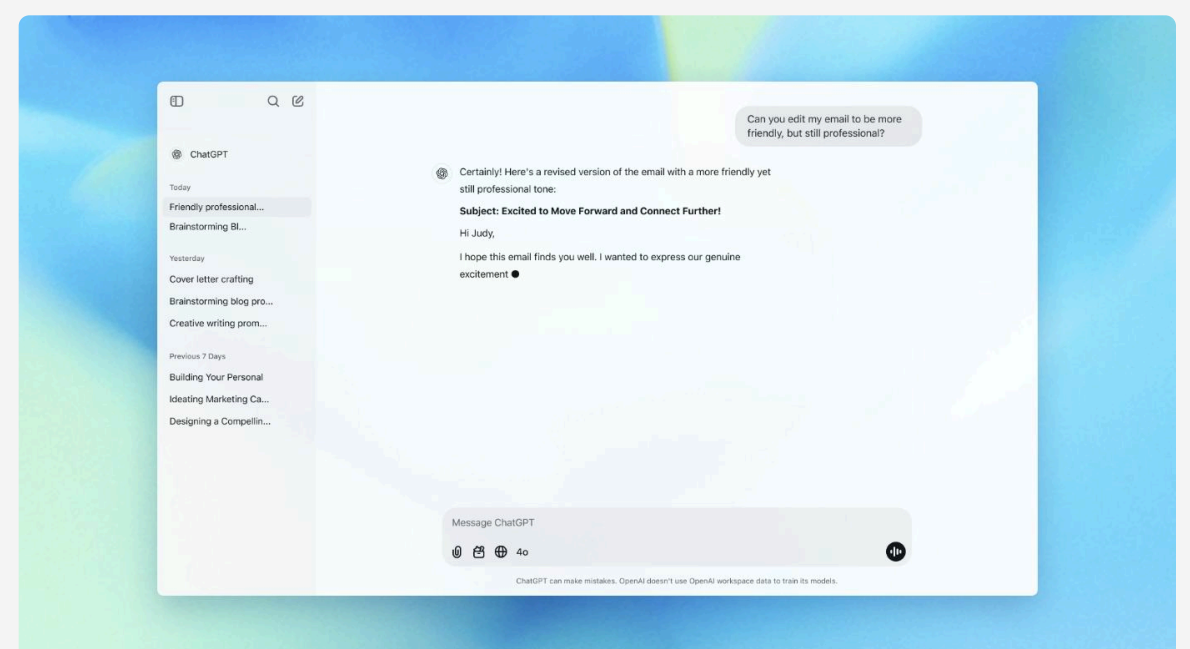 ChatGPT
Today
Friendly professional...
Brainstorming Bl...
Yesterday
Cover letter crafting
Brainstorming blog pro...
Creative writing prom...
Previous 7 Days
Building Your Personal
Ideating Marketing Ca...
Designing a Compellin...
Can you edit my email to be more
friendly, but still professional?
Certainly! Here's a revised version of the email with a more friendly yet
still professional tone:
Subject: Excited to Move Forward and Connect Further!
Hi Judy,
I hope this email finds you well. I wanted to express our genuine
excitement
Message ChatGPT
4o
ChatGPT can make mistakes. OpenAI doesn't use OpenAI workspace data to train its models.